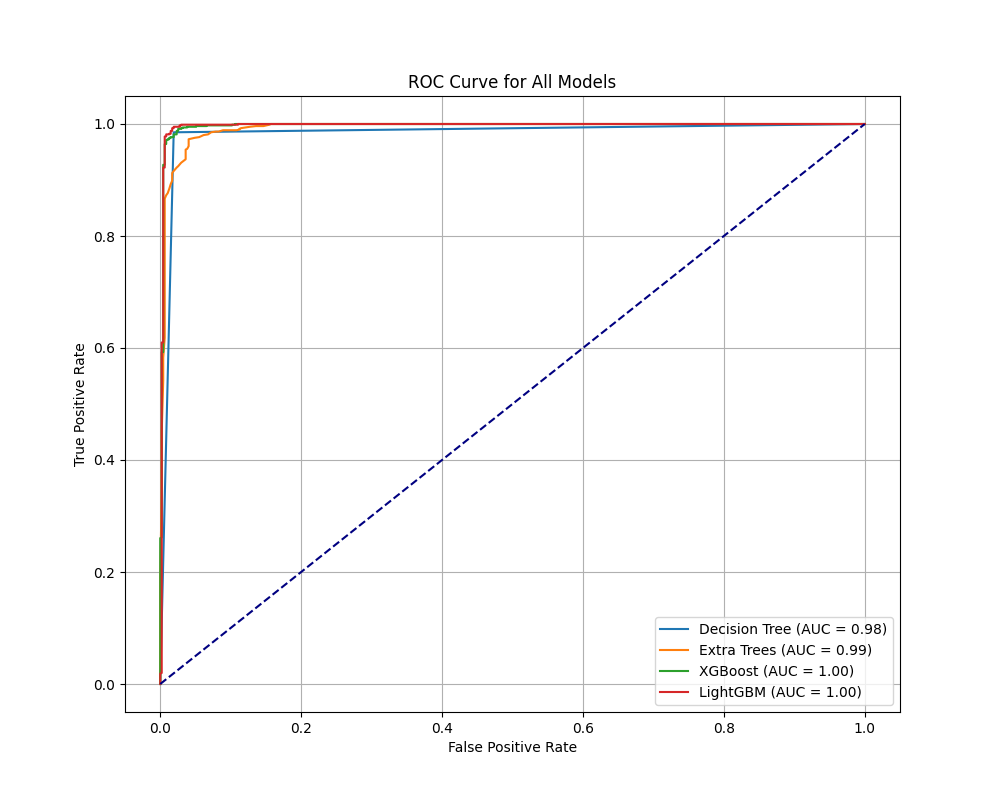 ROC Curve for All Models
True Positive Rate
1.0
0.8
0.6
0.4
0.2
0.0
0.0 0.2 0.4 0.6 0.8 1.0
False Positive Rate
Decision Tree (AUC = 0.98)
Extra Trees (AUC = 0.99)
XGBoost (AUC = 1.00)
LightGBM (AUC = 1.00)